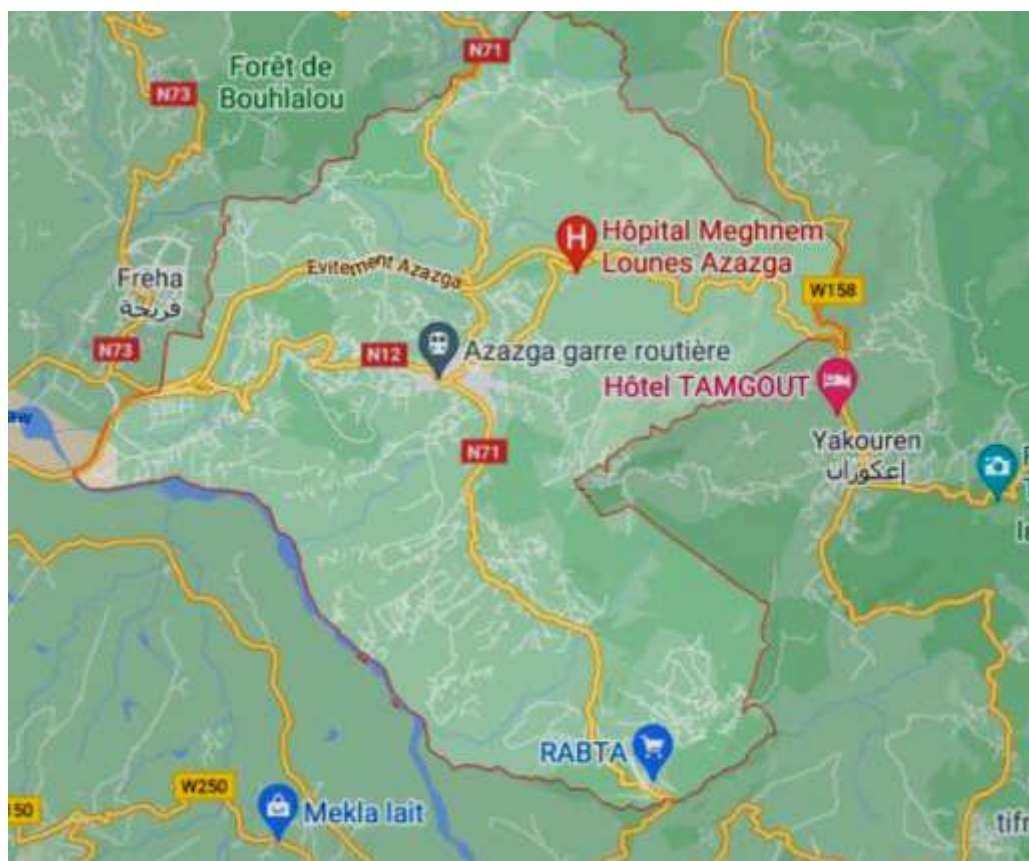 N71
Forêt de
Bouhlalou
N73
Hôpital Meghnem
Lounes Azazga
Evitement Azazga
Freha
فريحة
W158
N73
N12
Azazga garre routière
Hôtel TAMGOUT
N71
Yakouren
إعكوران
RABTA
W250
Mekla lait